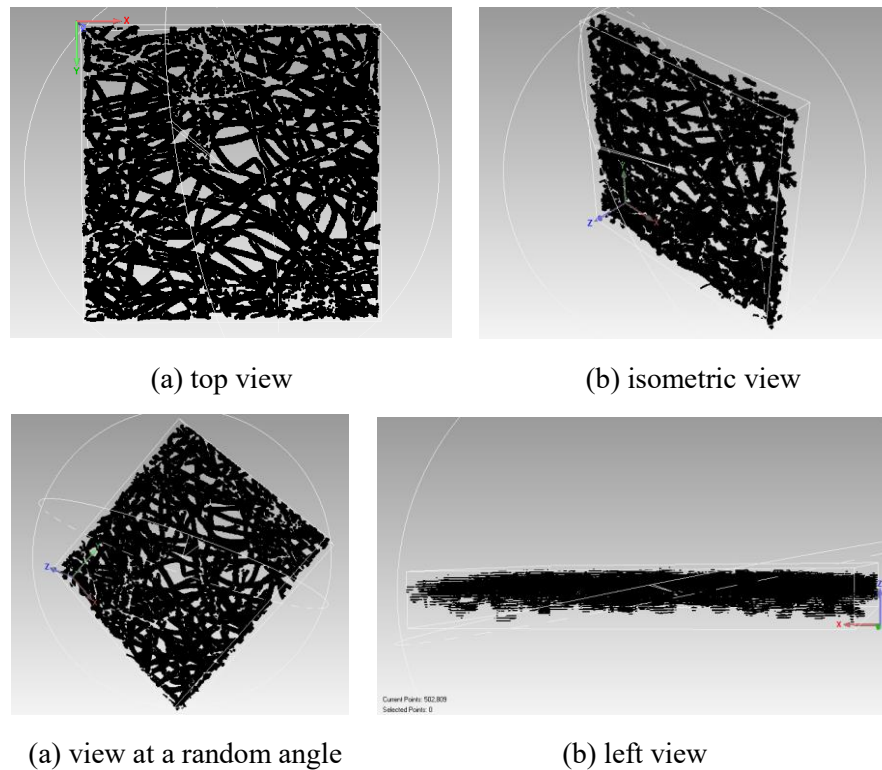 X
Y
Z
(a) top view
(b) isometric view
Z
X
Z
Current Points: 502,809
Selected Points: 0
(a) view at a random angle
(b) left view